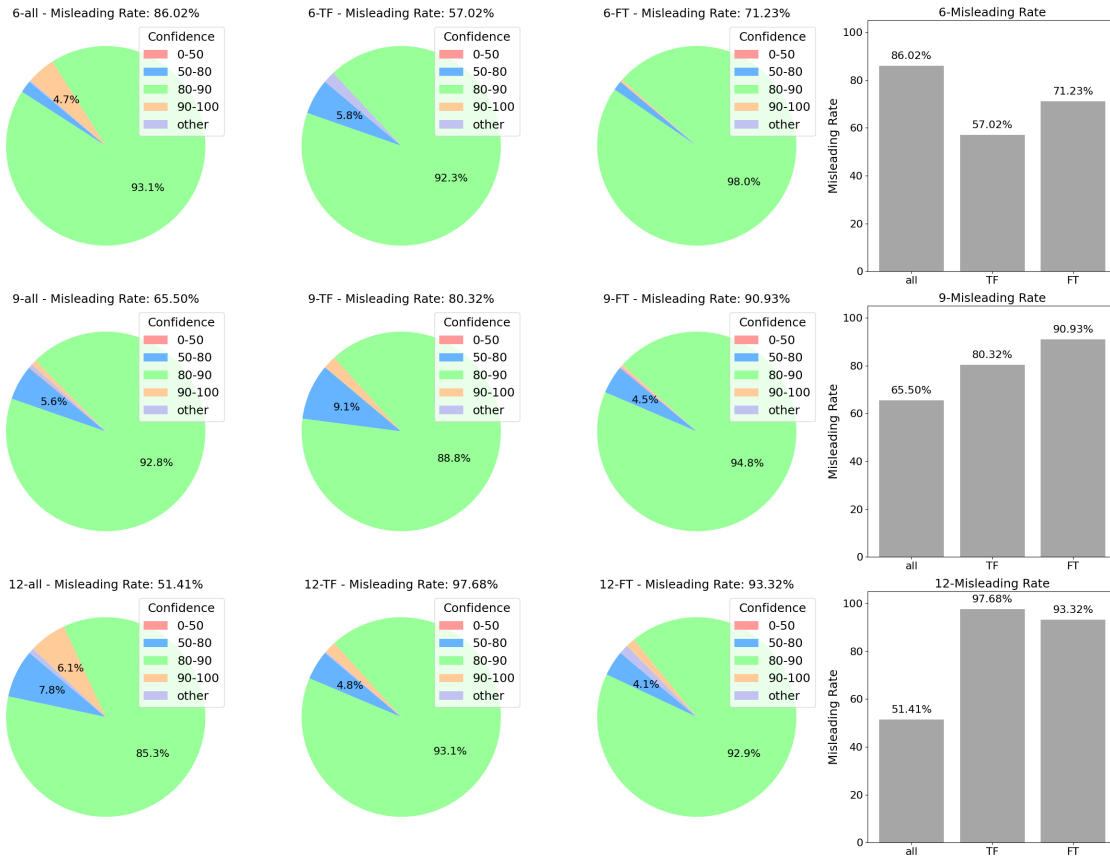 6-all - Misleading Rate: 86.02%
Confidence
0-50
50-80
80-90
90-100
other
4.7%
93.1%
6-TF - Misleading Rate: 57.02%
Confidence
0-50
50-80
80-90
90-100
other
5.8%
92.3%
6-FT - Misleading Rate: 71.23%
Confidence
0-50
50-80
80-90
90-100
other
98.0%
6-Misleading Rate
Misleading Rate
100
80
60
40
20
0
86.02%
57.02%
71.23%
all
TF
FT
9-all - Misleading Rate: 65.50%
Confidence
0-50
50-80
80-90
90-100
other
5.6%
92.8%
9-TF - Misleading Rate: 80.32%
Confidence
0-50
50-80
80-90
90-100
other
9.1%
88.8%
9-FT - Misleading Rate: 90.93%
Confidence
0-50
50-80
80-90
90-100
other
4.5%
94.8%
9-Misleading Rate
Misleading Rate
100
80
60
40
20
0
65.50%
80.32%
90.93%
all
TF
FT
12-all - Misleading Rate: 51.41%
Confidence
0-50
50-80
80-90
90-100
other
6.1%
7.8%
85.3%
12-TF - Misleading Rate: 97.68%
Confidence
0-50
50-80
80-90
90-100
other
4.8%
93.1%
12-FT - Misleading Rate: 93.32%
Confidence
0-50
50-80
80-90
90-100
other
4.1%
92.9%
12-Misleading Rate
Misleading Rate
100
80
60
40
20
0
51.41%
97.68%
93.32%
all
TF
FT